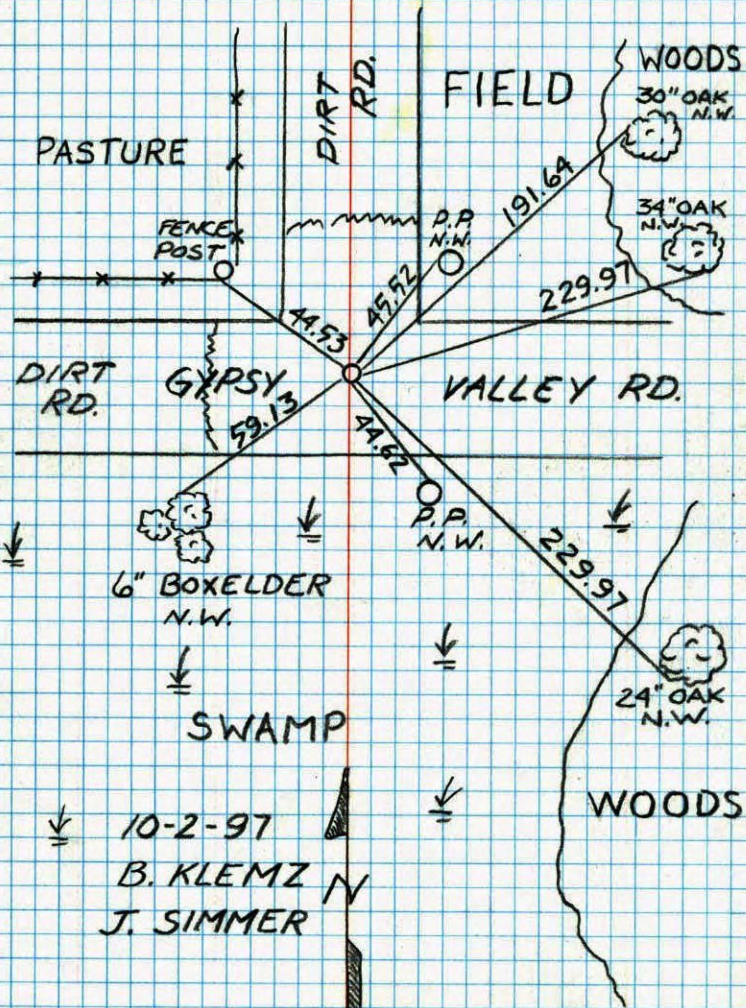 WOODS
30" OAK
N.W.
FIELD
DIRT
RD.
PASTURE
191.64
34" OAK
N.W.
FENCE
POST
P.P.
N.W.
45.52
229.97
44.53
DIRT
RD.
GYPSY
VALLEY RD.
59.13
44.62
P.P.
N.W.
229.97
6" BOXELDER
N.W.
24" OAK
N.W.
SWAMP
WOODS
10-2-97
B. KLEMZ
N
J. SIMMER